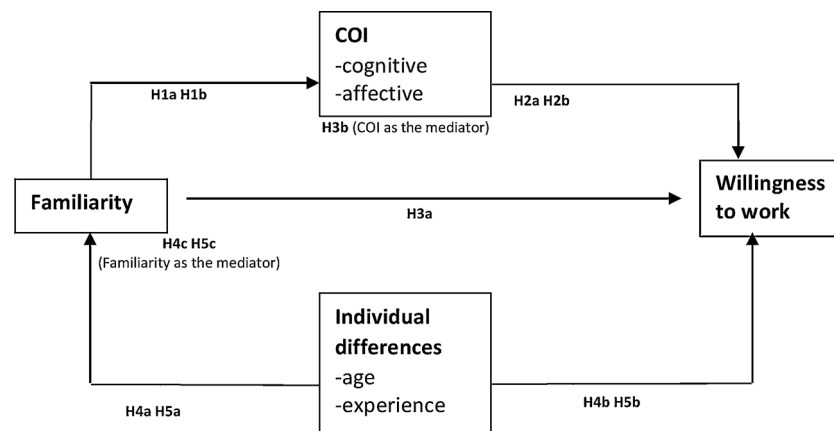 COI
-cognitive
-affective
H1a H1b
H2a H2b
H3b (COI as the mediator)
Familiarity
Willingness
to work
H3a
H4c H5c
(Familiarity as the mediator)
Individual
differences
-age
-experience
H4a H5a
H4b H5b